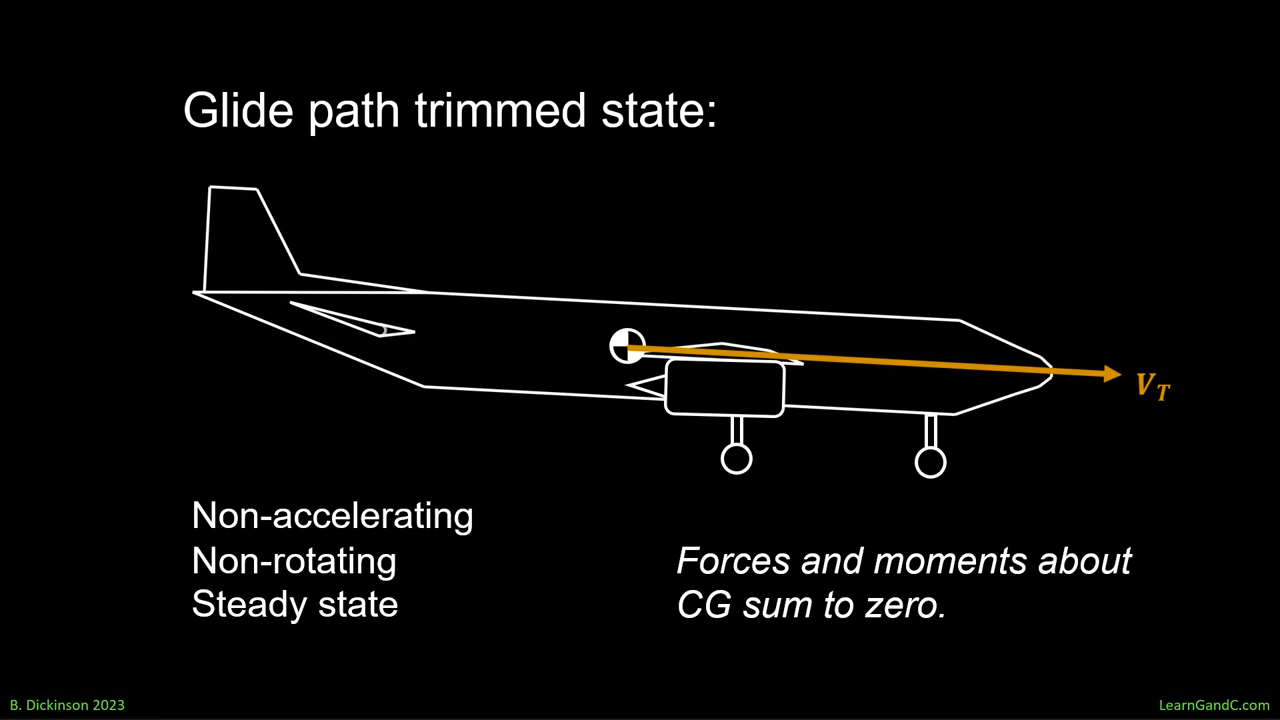 Glide path trimmed state:
V_T
Non-accelerating
Non-rotating
Steady state
Forces and moments about
CG sum to zero.
B. Dickinson 2023
LearnGandC.com